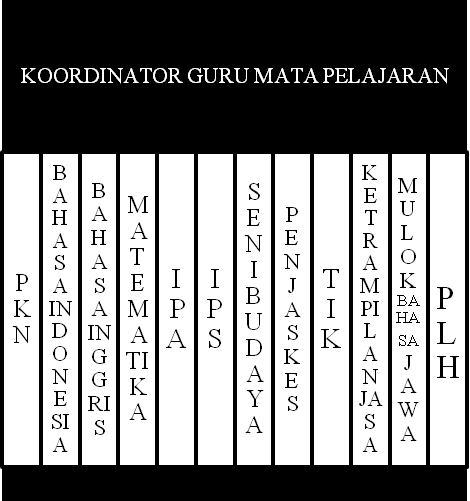 KOORDINATOR GURU MATA PELAJARAN
PKN
BAHASA INDONESIA
BAHASA INGGRIS
MATEMATIKA
IPA
IPS
SENI BUDAYA
PENJASKES
TIK
KETRAMPILAN JASA
MULOK BAHASA JAWA
PLH